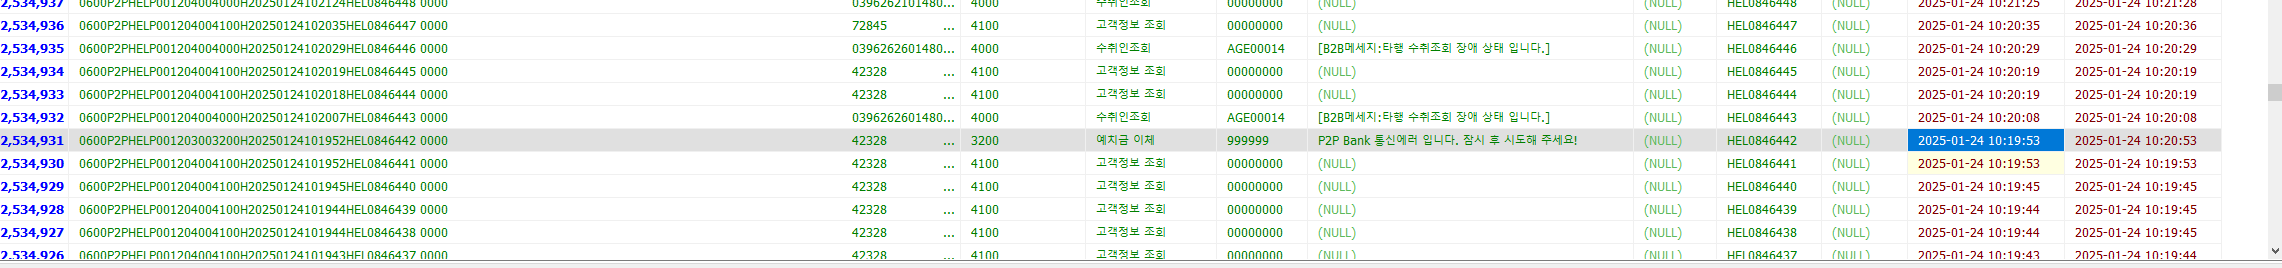 2,534,937 0600P2PHELP001204004000H20250124102124HEL0846448 0000 0396262101480... 4000 수취인조회 00000000 (NULL) (NULL) HEL0846448 (NULL) 2025-01-24 10:21:25 2025-01-24 10:21:28
2,534,936 0600P2PHELP001204004100H20250124102035HEL0846447 0000 72845 ... 4100 고객정보 조회 00000000 (NULL) (NULL) HEL0846447 (NULL) 2025-01-24 10:20:35 2025-01-24 10:20:36
2,534,935 0600P2PHELP001204004000H20250124102029HEL0846446 0000 0396262601480... 4000 수취인조회 AGE00014 [B2B메세지:타행 수취조회 장애 상태 입니다.] (NULL) HEL0846446 (NULL) 2025-01-24 10:20:29 2025-01-24 10:20:29
2,534,934 0600P2PHELP001204004100H20250124102019HEL0846445 0000 42328 ... 4100 고객정보 조회 00000000 (NULL) (NULL) HEL0846445 (NULL) 2025-01-24 10:20:19 2025-01-24 10:20:19
2,534,933 0600P2PHELP001204004100H20250124102018HEL0846444 0000 42328 ... 4100 고객정보 조회 00000000 (NULL) (NULL) HEL0846444 (NULL) 2025-01-24 10:20:19 2025-01-24 10:20:19
2,534,932 0600P2PHELP001204004000H20250124102007HEL0846443 0000 0396262601480... 4000 수취인조회 AGE00014 [B2B메세지:타행 수취조회 장애 상태 입니다.] (NULL) HEL0846443 (NULL) 2025-01-24 10:20:08 2025-01-24 10:20:08
2,534,931 0600P2PHELP001203003200H20250124101952HEL0846442 0000 42328 ... 3200 예치금 이체 999999 P2P Bank 통신에러 입니다. 잠시 후 시도해 주세요! (NULL) HEL0846442 (NULL) 2025-01-24 10:19:53 2025-01-24 10:20:53
2,534,930 0600P2PHELP001204004100H20250124101952HEL0846441 0000 42328 ... 4100 고객정보 조회 00000000 (NULL) (NULL) HEL0846441 (NULL) 2025-01-24 10:19:53 2025-01-24 10:19:53
2,534,929 0600P2PHELP001204004100H20250124101945HEL0846440 0000 42328 ... 4100 고객정보 조회 00000000 (NULL) (NULL) HEL0846440 (NULL) 2025-01-24 10:19:45 2025-01-24 10:19:45
2,534,928 0600P2PHELP001204004100H20250124101944HEL0846439 0000 42328 ... 4100 고객정보 조회 00000000 (NULL) (NULL) HEL0846439 (NULL) 2025-01-24 10:19:44 2025-01-24 10:19:45
2,534,927 0600P2PHELP001204004100H20250124101944HEL0846438 0000 42328 ... 4100 고객정보 조회 00000000 (NULL) (NULL) HEL0846438 (NULL) 2025-01-24 10:19:44 2025-01-24 10:19:45
2,534,926 0600P2PHELP001204004100H20250124101943HEL0846437 0000 42328 ... 4100 고객정보 조회 00000000 (NULL) (NULL) HEL0846437 (NULL) 2025-01-24 10:19:43 2025-01-24 10:19:44